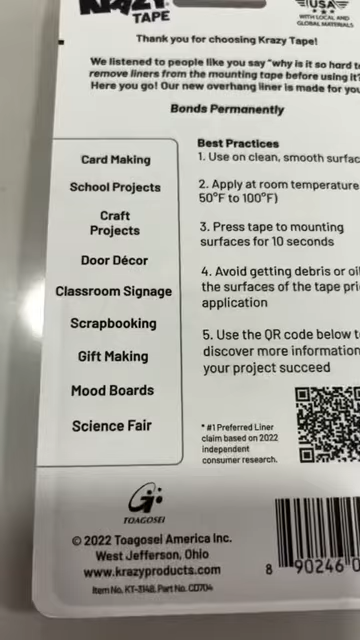 KRAZY
TAPE
USA
WITH LOCAL AND
GLOBAL MATERIALS
Thank you for choosing Krazy Tape!
We listened to people like you say "why is it so hard
remove liners from the mounting tape before using it?
Here you go! Our new overhang liner is made for
Bonds Permanently
Card Making
School Projects
Craft
Projects
Door Décor
Classroom Signage
Scrapbooking
Gift Making
Mood Boards
Science Fair
Best Practices
1. Use on clean, smooth
2. Apply at room temperature
50°F to 100°F)
3. Press tape to mounting
surfaces for 10 seconds
4. Avoid getting debris or
the surfaces of the tape
application
5. Use the QR code below
discover more information
your project succeed
* #1 Preferred Liner
claim based on 2022
independent
consumer research.
TOAGOSEI
© 2022 Toagosei America Inc.
West Jefferson, Ohio
www.krazyproducts.com
Item No. KT-3148, Part No. CD704
8 90246 0